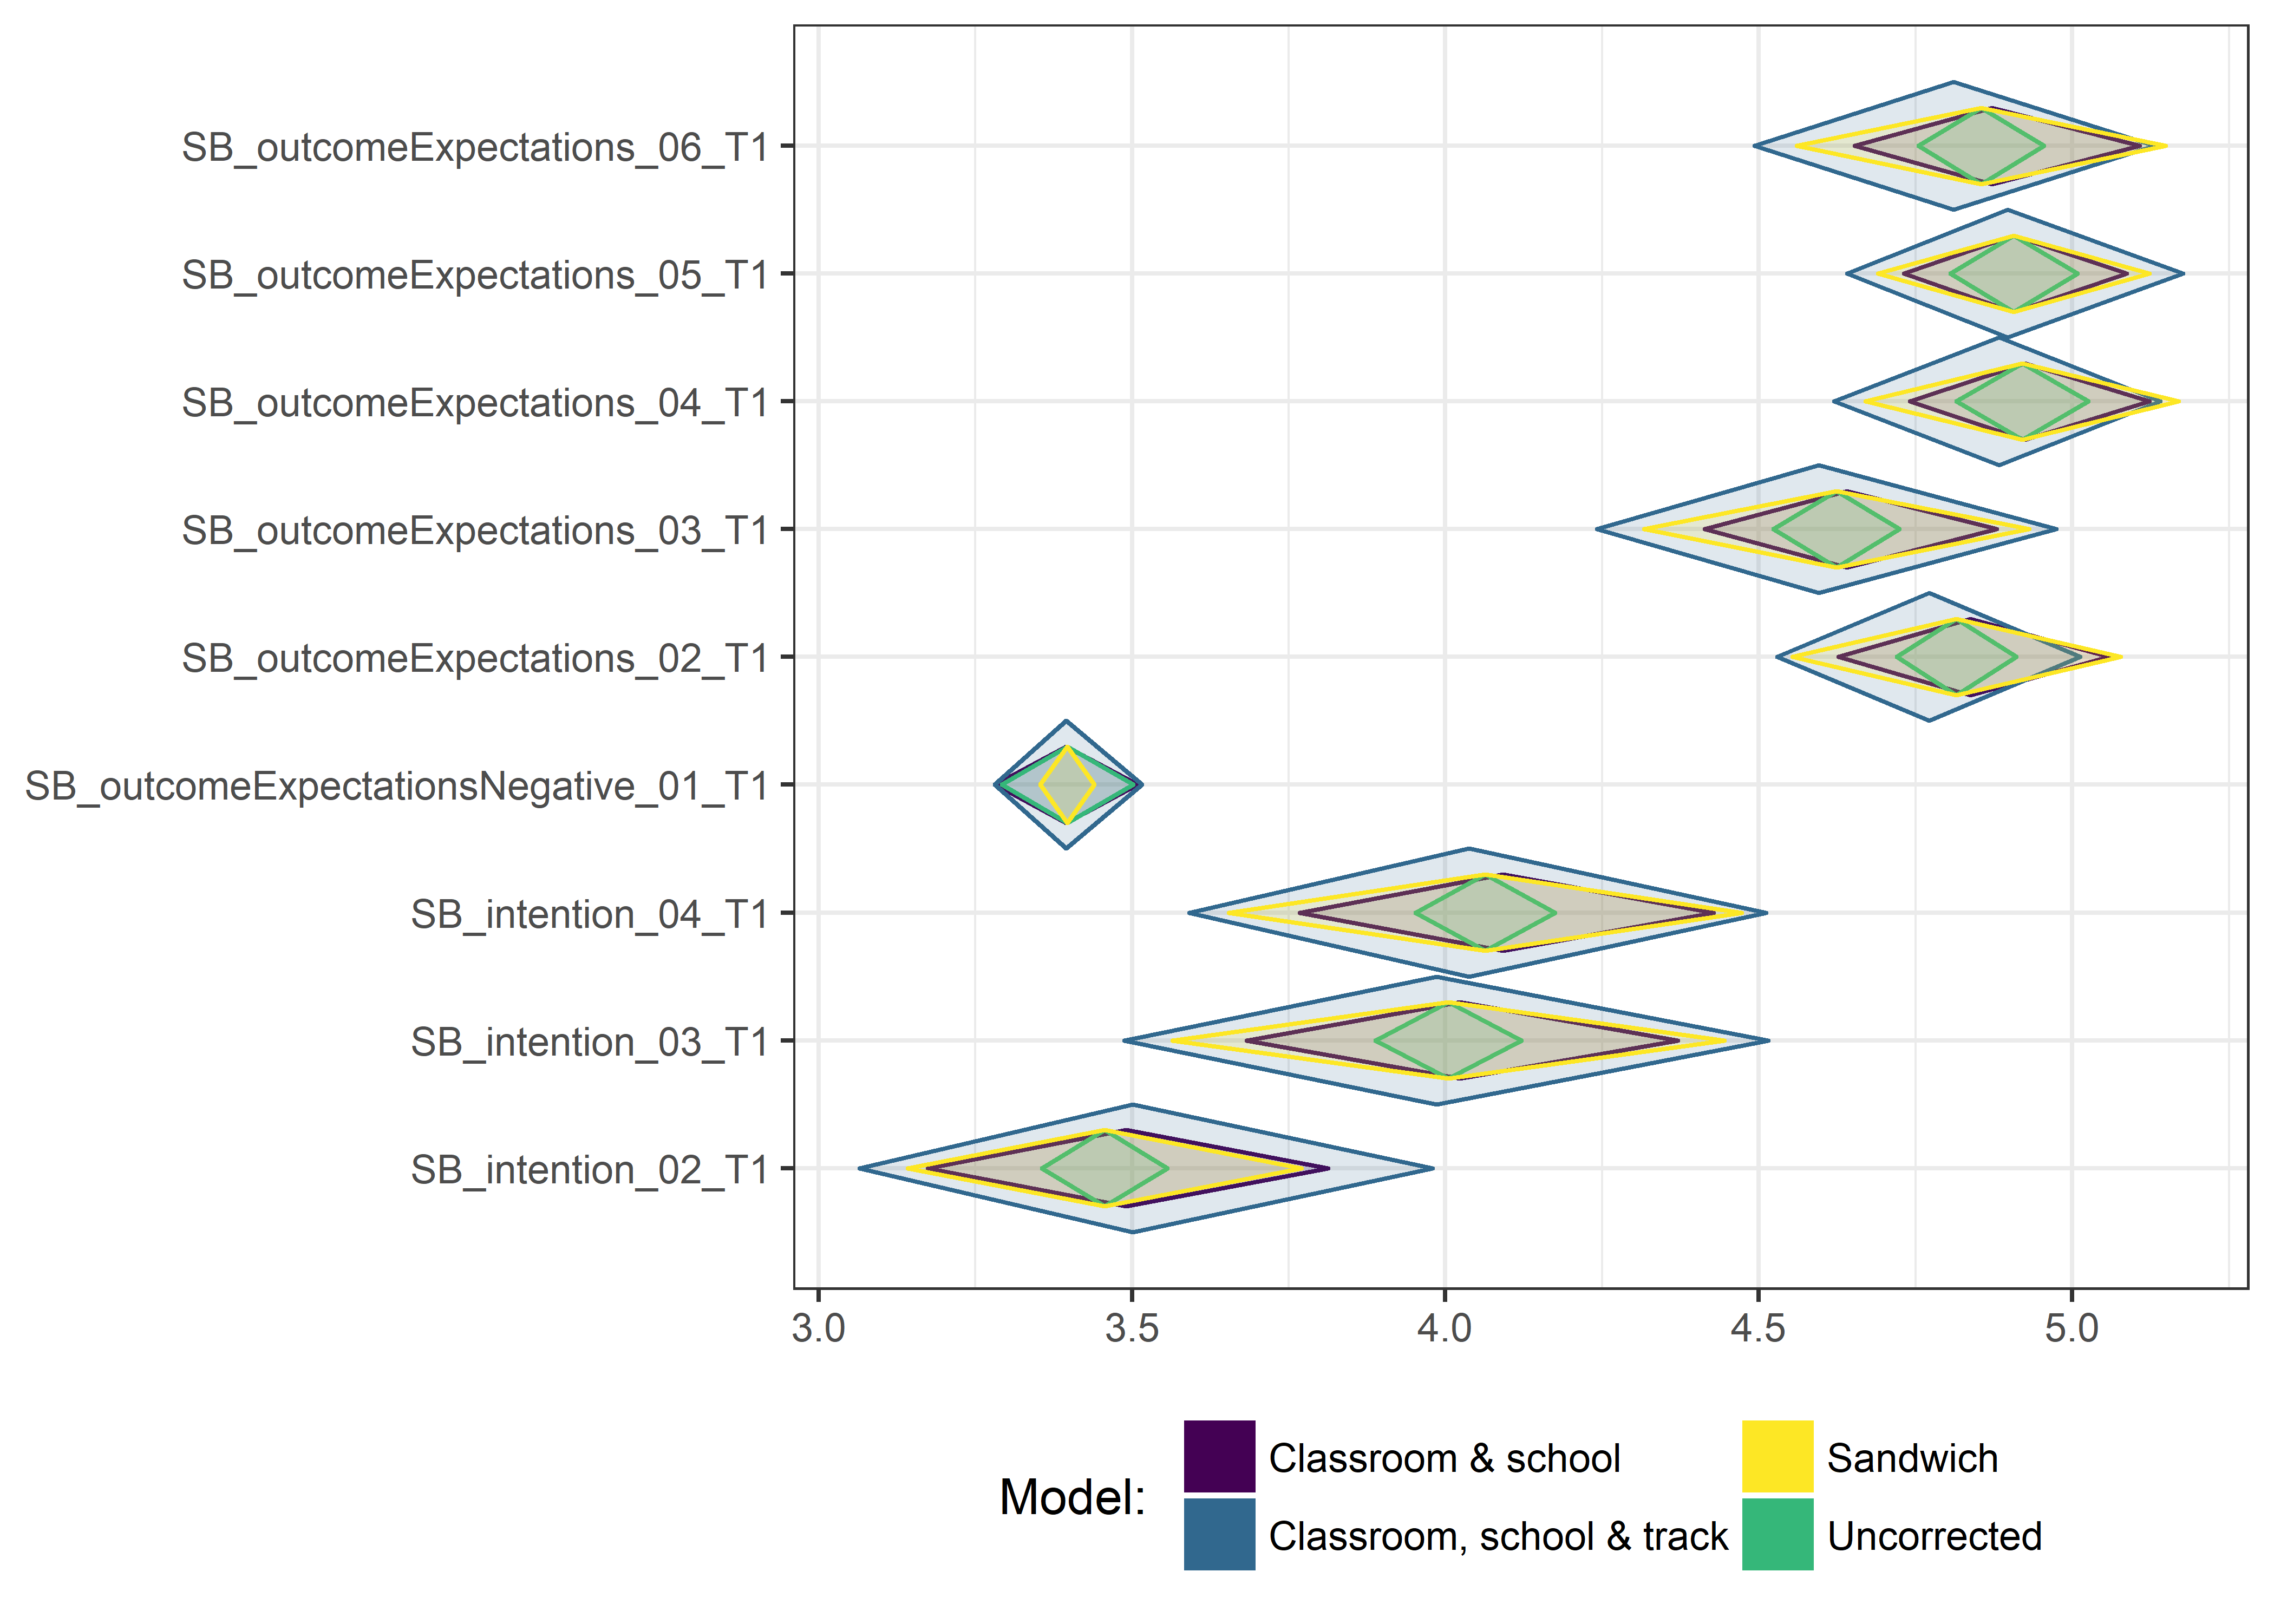 SB_outcomeExpectations_06_T1
SB_outcomeExpectations_05_T1
SB_outcomeExpectations_04_T1
SB_outcomeExpectations_03_T1
SB_outcomeExpectations_02_T1
SB_outcomeExpectationsNegative_01_T1
SB_intention_04_T1
SB_intention_03_T1
SB_intention_02_T1
3.0 3.5 4.0 4.5 5.0
Model:
Classroom & school
Classroom, school & track
Sandwich
Uncorrected